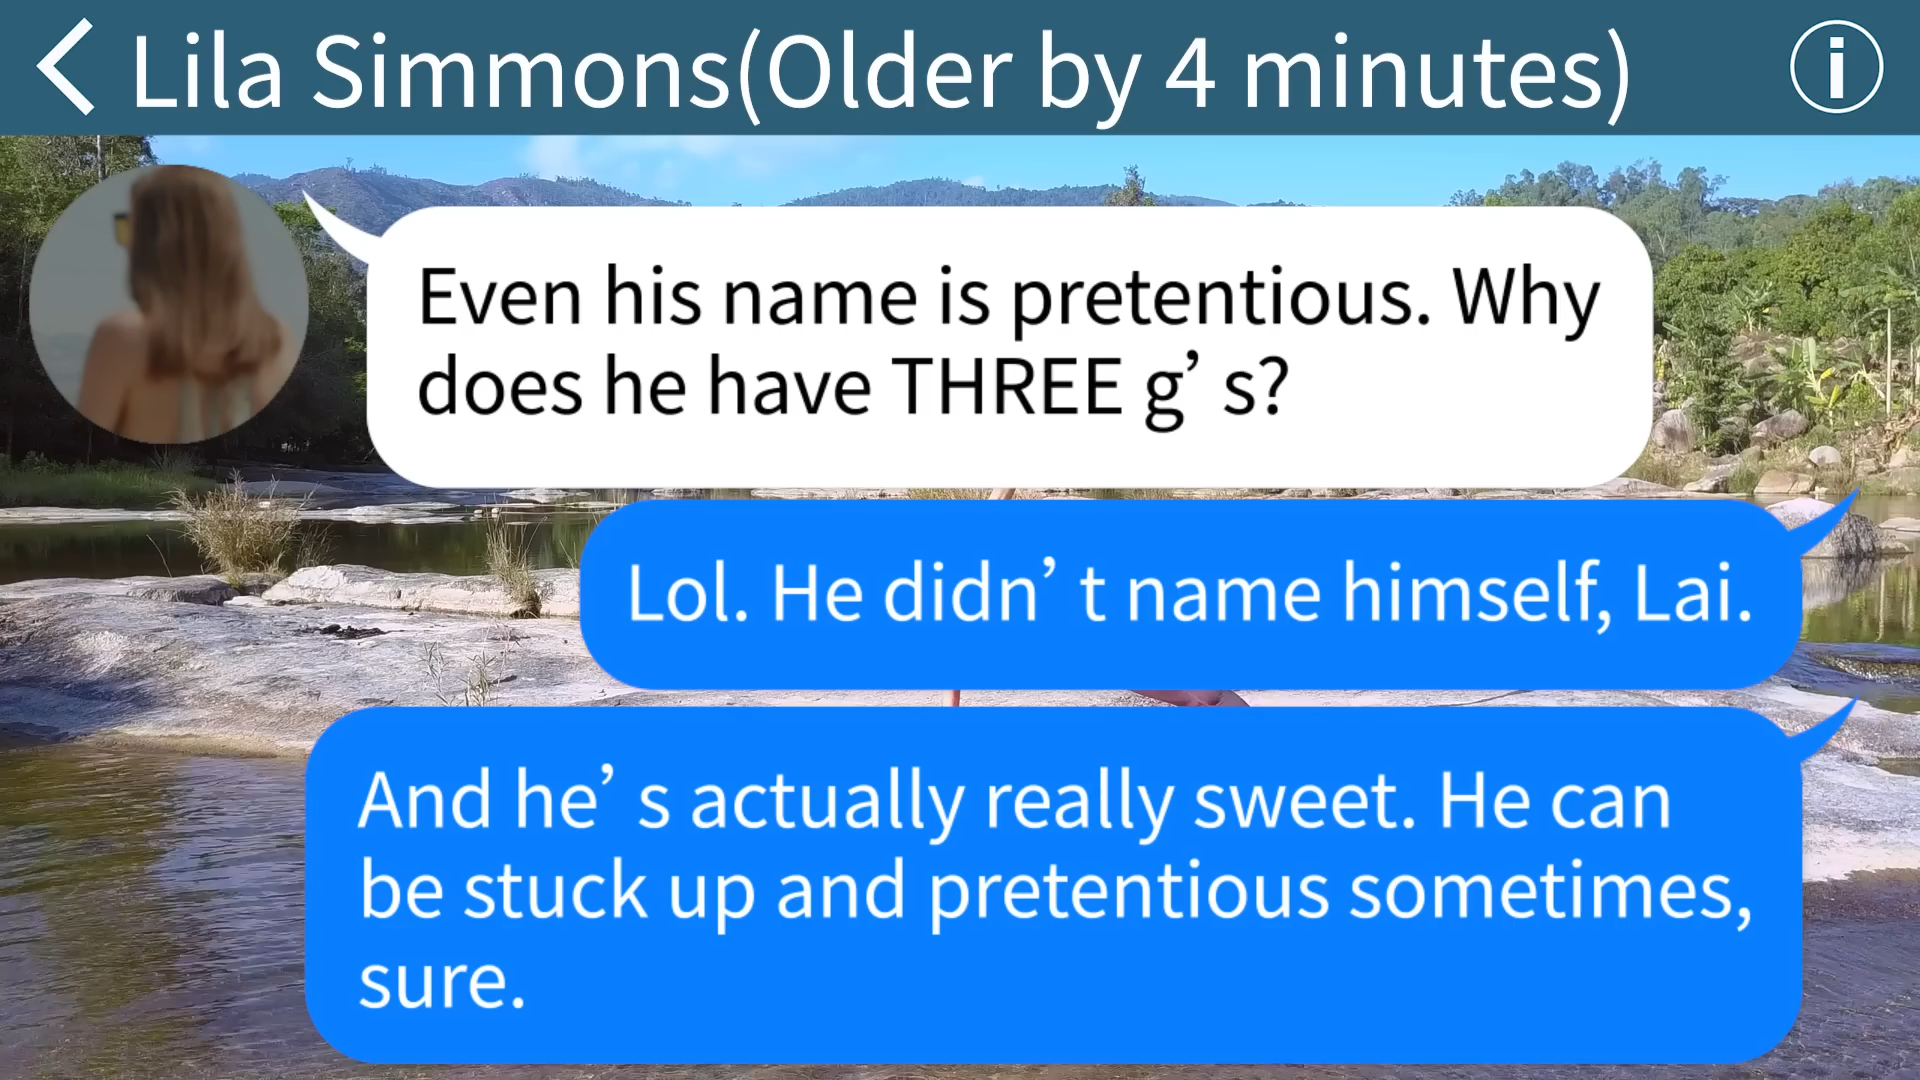 Lila Simmons(Older by 4 minutes)
Even his name is pretentious. Why
does he have THREE g’ s?
Lol. He didn’ t name himself, Lai.
And he’ s actually really sweet. He can
be stuck up and pretentious sometimes,
sure.